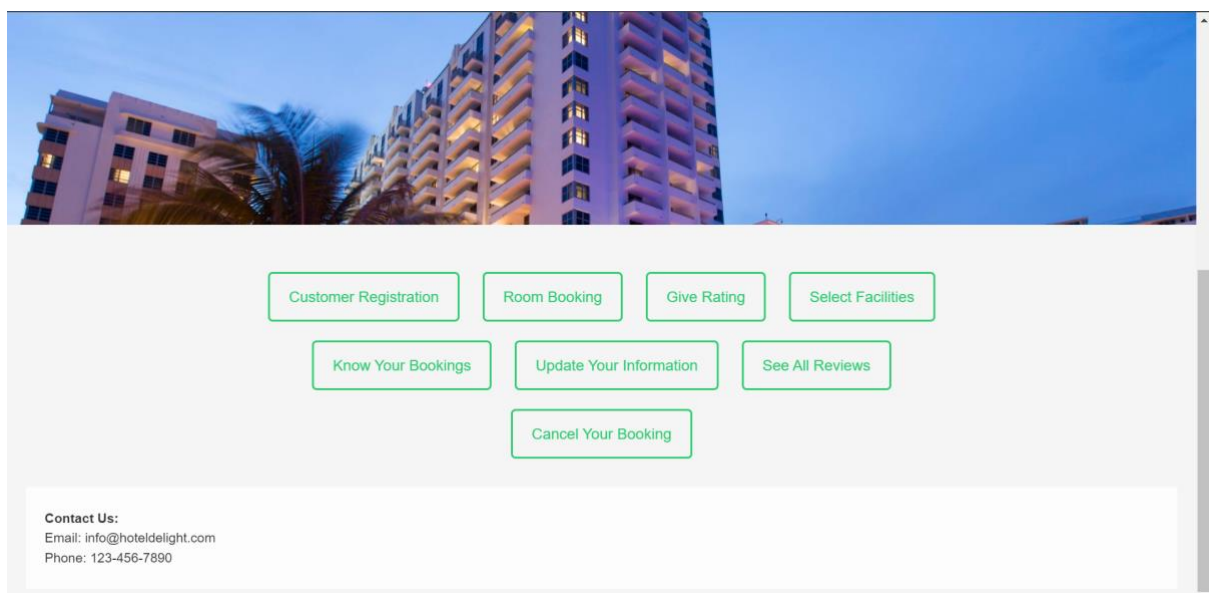 Customer Registration
Room Booking
Give Rating
Select Facilities
Know Your Bookings
Update Your Information
See All Reviews
Cancel Your Booking
Contact Us:
Email: info@hoteldelight.com
Phone: 123-456-7890